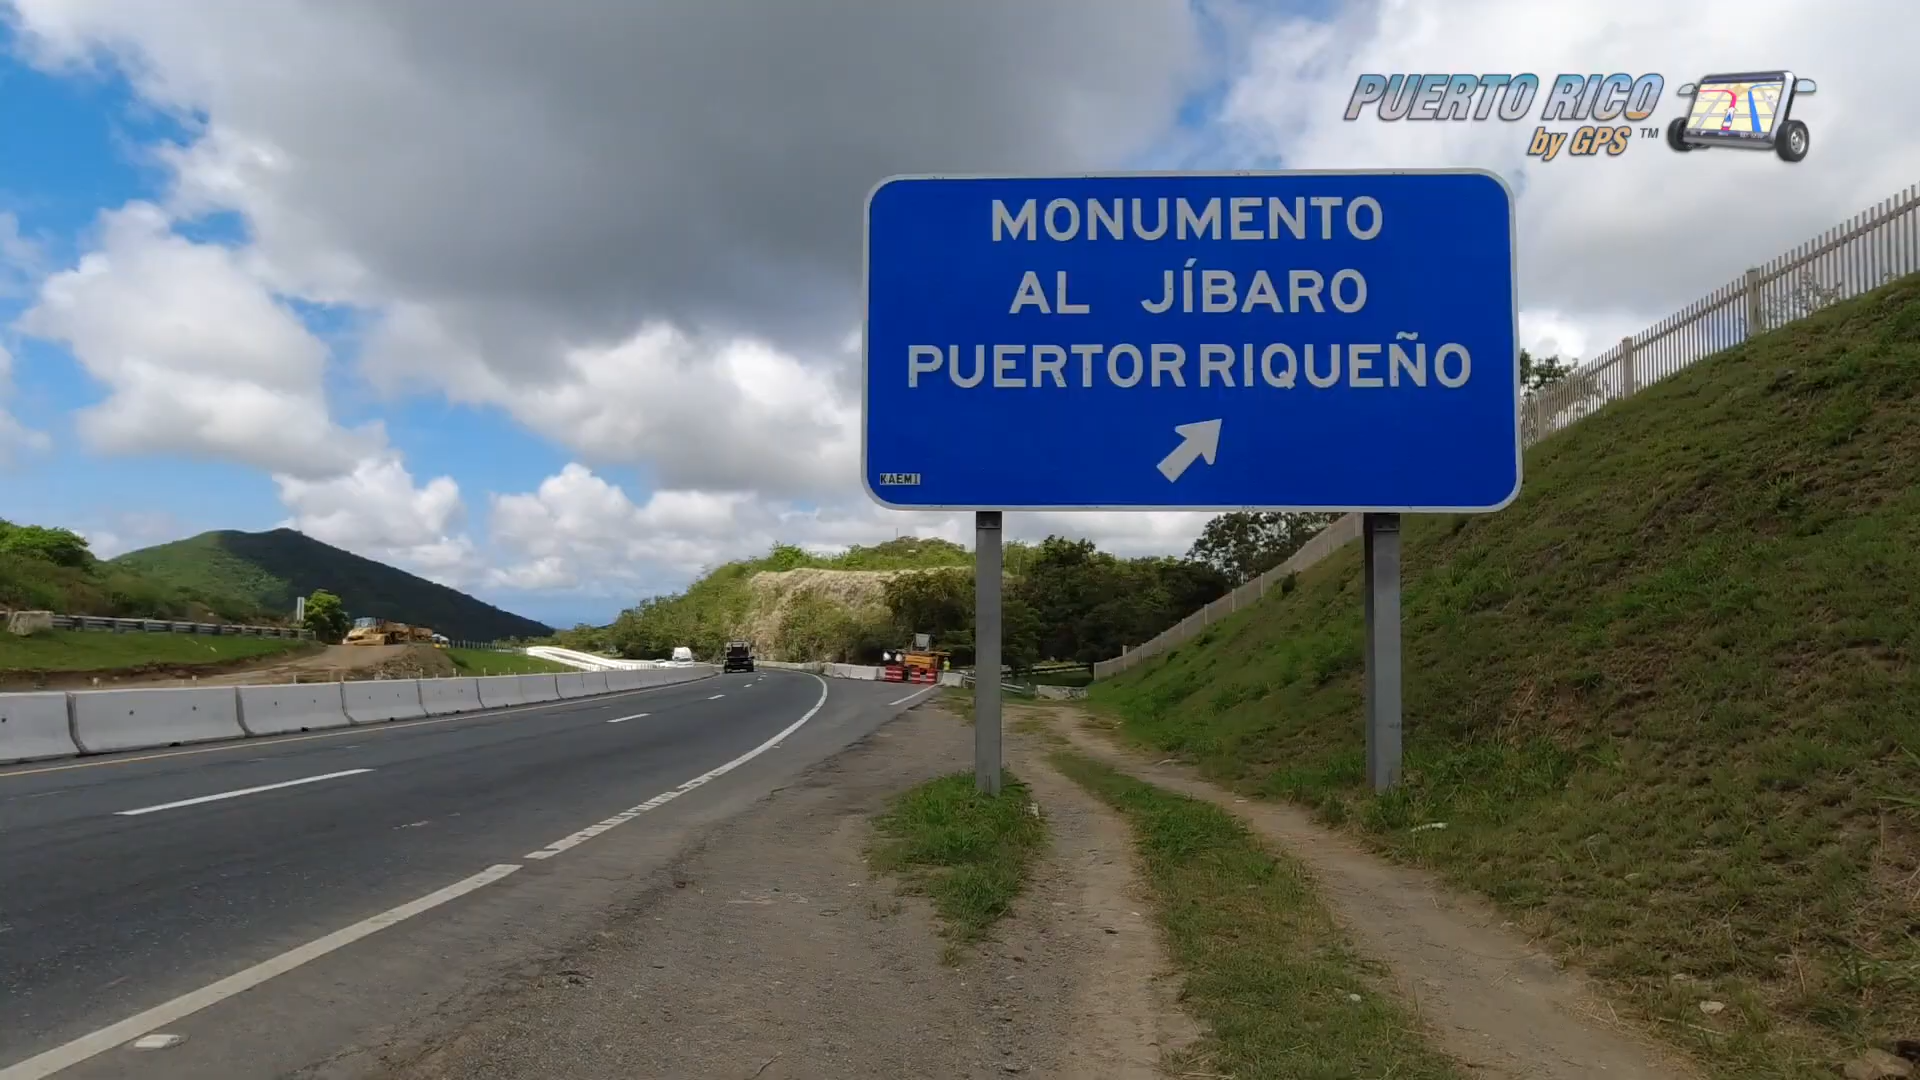 PUERTO RICO
by GPS ™
MONUMENTO
AL JÍBARO
PUERTORRIQUEÑO
KAEMI